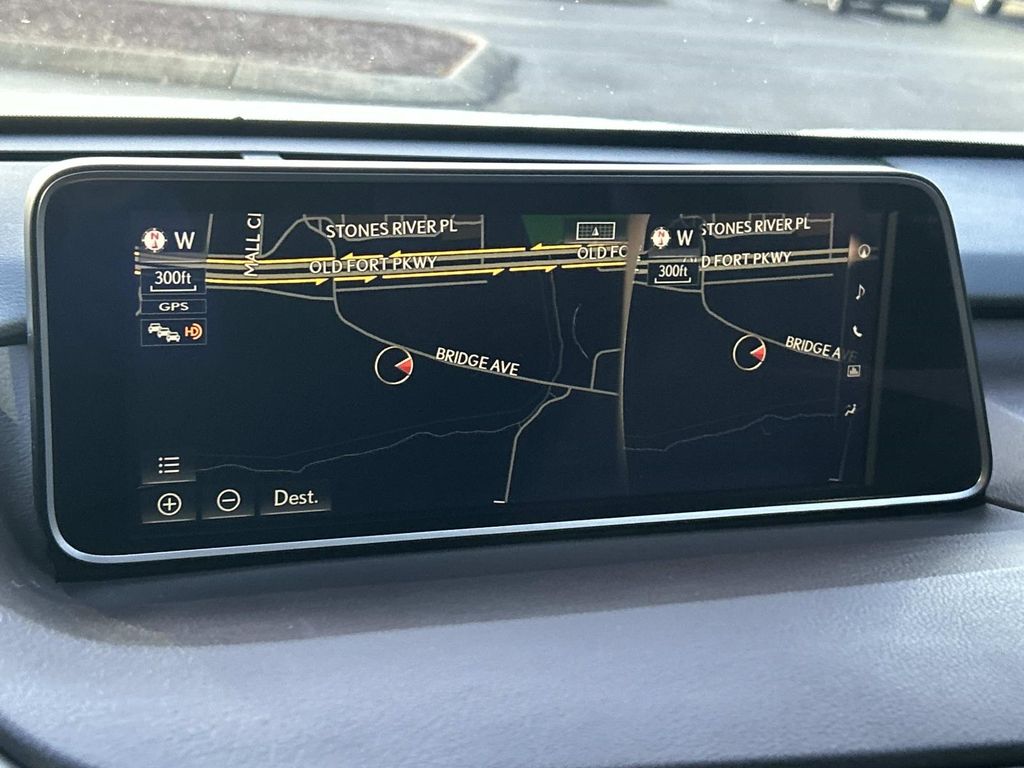 W
300ft
GPS
HD
MALL CI
STONES RIVER PL
OLD FORT PKWY
OLD FO
BRIDGE AVE
Dest.
W
300ft
STONES RIVER PL
D FORT PKWY
BRIDGE AVE